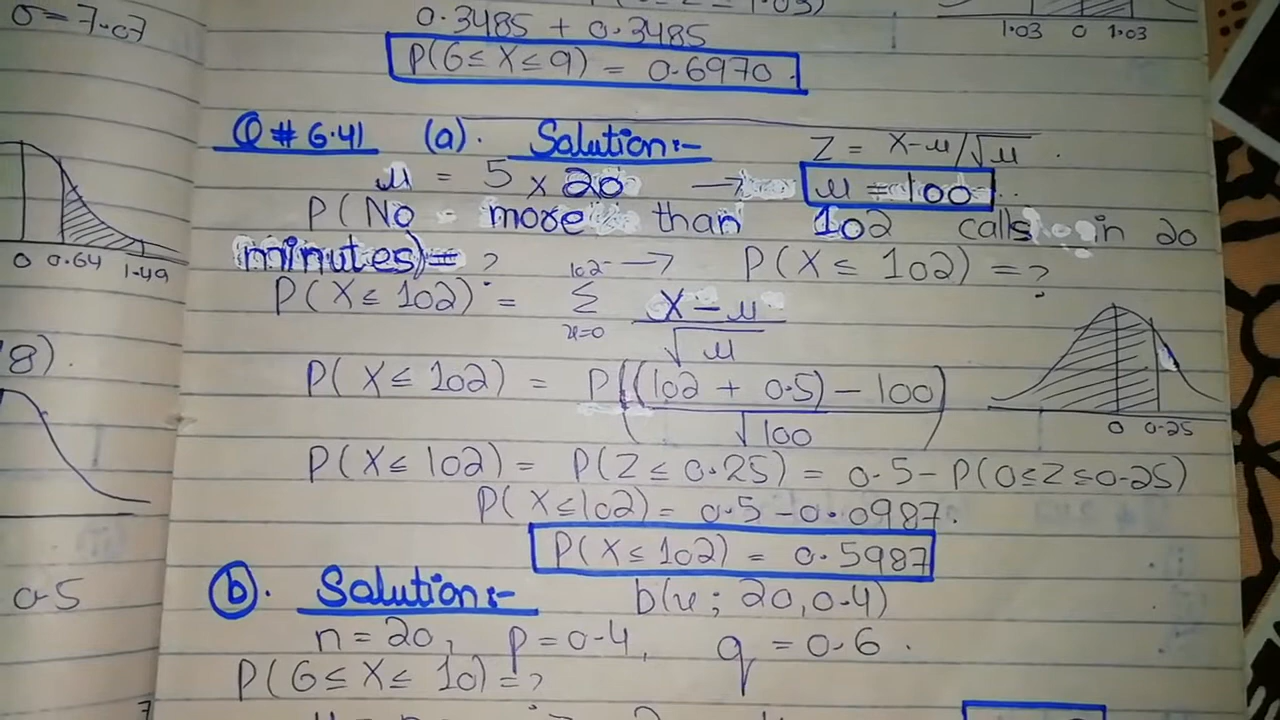 σ = 7.07
1.03)
0.3485 + 0.3485
1.03 0 1.03
P(6≤X≤9) = 0.6970.
Q # 6.41 (a). Solution:-
Z = X-μ/√μ.
μ = 5 x 20 → μ = 100
P(No more than 102 calls in 20
minutes) = ? → P(X ≤ 102) = ?
0 0.64 1.49
P(X ≤ 102) = 102 Σ x=0 X-μ
√μ
8).
P(X ≤ 102) = P((102 + 0.5) - 100)
√100
0 0.25
P(X ≤ 102) = P(Z ≤ 0.25) = 0.5 - P(0≤Z≤0.25)
P(X≤102) = 0.5 - 0.0987.
P(X ≤ 102) = 0.5987
0.5
(b). Solution:- b(x; 20, 0.4)
n = 20, p = 0.4, q = 0.6.
P(6 ≤ X ≤ 10) = ?
7